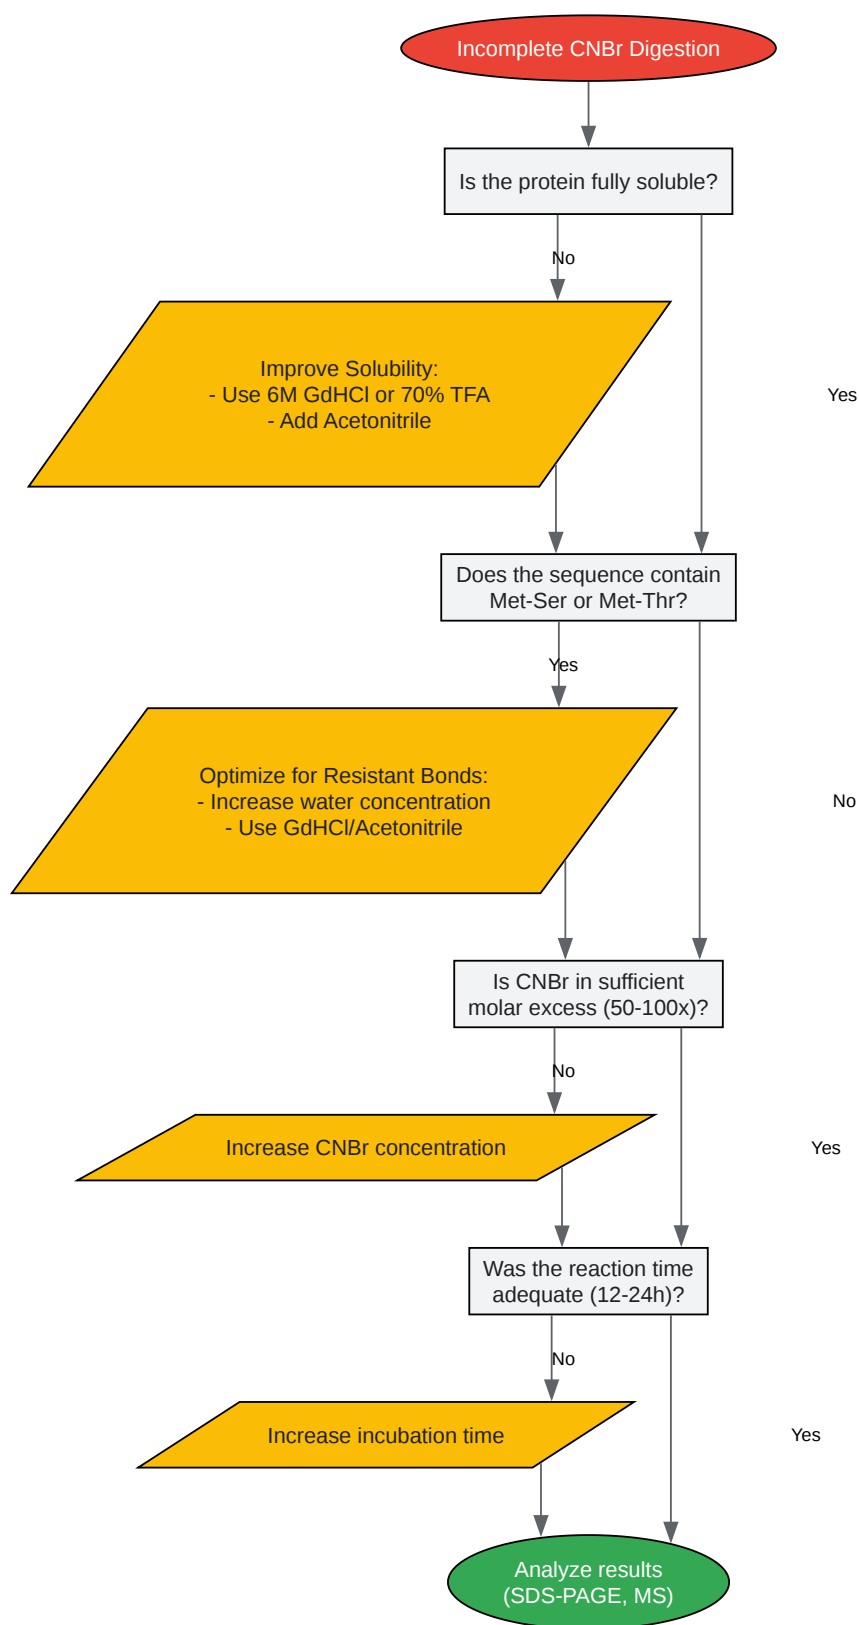 Incomplete CNBr Digestion
Is the protein fully soluble?
No
Improve Solubility:
- Use 6M GdHCl or 70% TFA
- Add Acetonitrile
Yes
Does the sequence contain
Met-Ser or Met-Thr?
Yes
Optimize for Resistant Bonds:
- Increase water concentration
- Use GdHCl/Acetonitrile
No
Is CNBr in sufficient
molar excess (50-100x)?
No
Increase CNBr concentration
Yes
Was the reaction time
adequate (12-24h)?
No
Increase incubation time
Yes
Analyze results
(SDS-PAGE, MS)